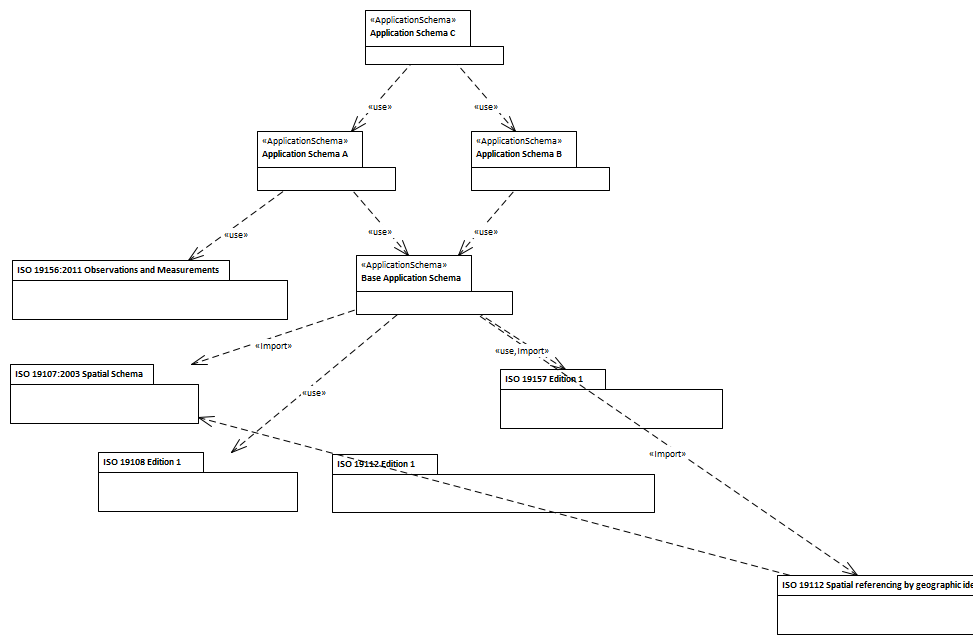 «ApplicationSchema»
Application Schema C
«use»
«use»
«ApplicationSchema»
Application Schema A
«ApplicationSchema»
Application Schema B
«use»
«use»
«use»
ISO 19156:2011 Observations and Measurements
«ApplicationSchema»
Base Application Schema
«Import»
«use,Import»
ISO 19107:2003 Spatial Schema
ISO 19157 Edition 1
«use»
«Import»
ISO 19108 Edition 1
ISO 19112 Edition 1
ISO 19112 Spatial referencing by geographic ide